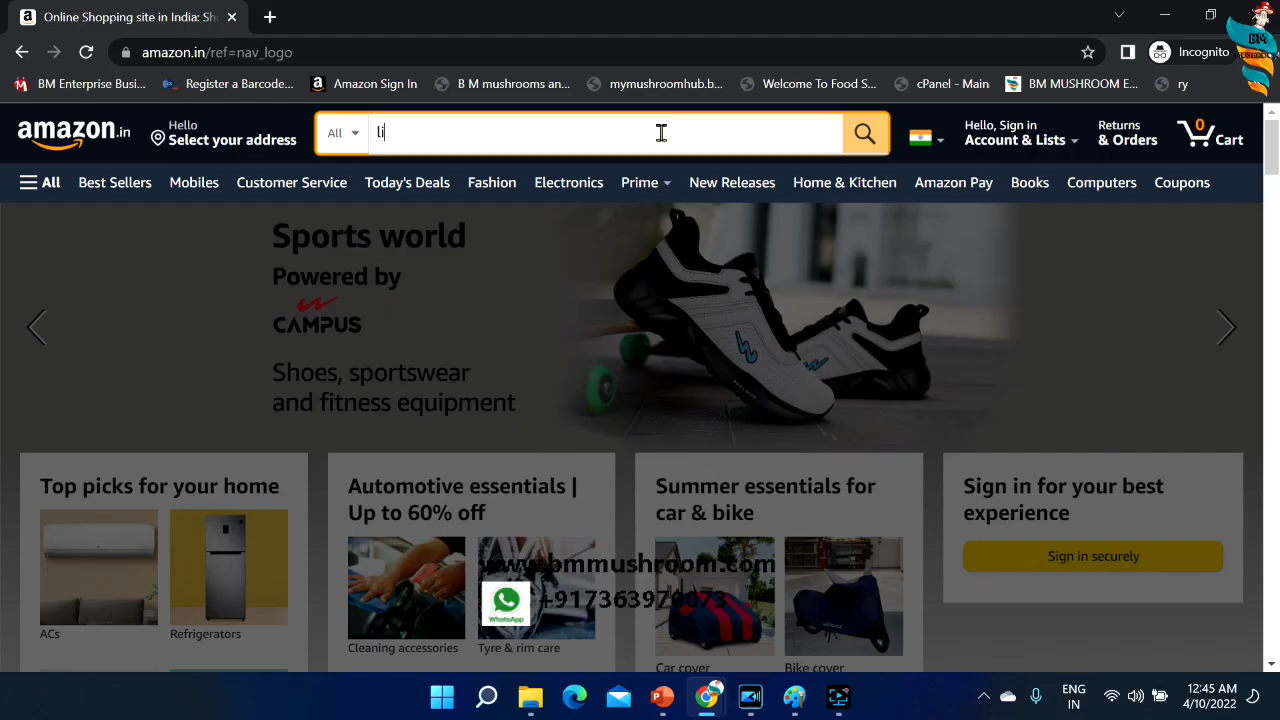 Online Shopping site in India: Sh
amazon.in/ref=nav_logo
Incognito
BM Enterprise Busi...
Register a Barcode...
Amazon Sign In
B M mushrooms e...
mymushroomhub.b...
Welcome To Food S...
cPanel - Main
BM MUSHROOM E...
ry
BM
MUSHROOM
amazon.in
Hello
Select your address
All
li
Hello, Sign in
Account & Lists
Returns
& Orders
0
Cart
All
Best Sellers
Mobiles
Customer Service
Today's Deals
Fashion
Electronics
Prime
New Releases
Home & Kitchen
Amazon Pay
Books
Computers
Coupons
Sports world
Powered by
CAMPUS
Shoes, sportswear
and fitness equipment
Top picks for your home
ACs
Refrigerators
Automotive essentials |
Up to 60% off
Cleaning accessories
Tyre & rim care
Summer essentials for
car & bike
Car cover
Bike cover
Sign in for your best
experience
Sign in securely
www.bmmushroom.com
WhatsApp
ENG
IN
12:45 AM
4/10/2022